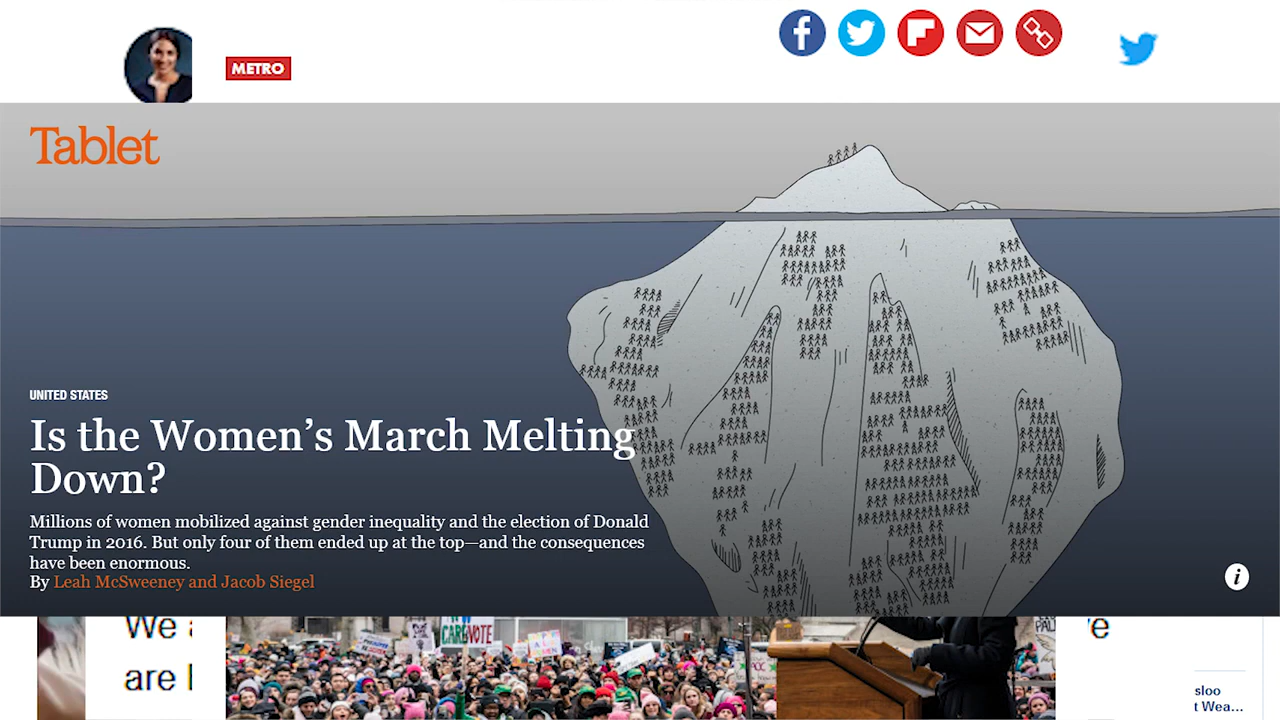 METRO
Tablet
UNITED STATES
Is the Women's March Melting
Down?
Millions of women mobilized against gender inequality and the election of Donald
Trump in 2016. But only four of them ended up at the top—and the consequences
have been enormous.
By Leah McSweeney and Jacob Siegel
i
We
are
CARE
VOTE
sloo
t Wea...